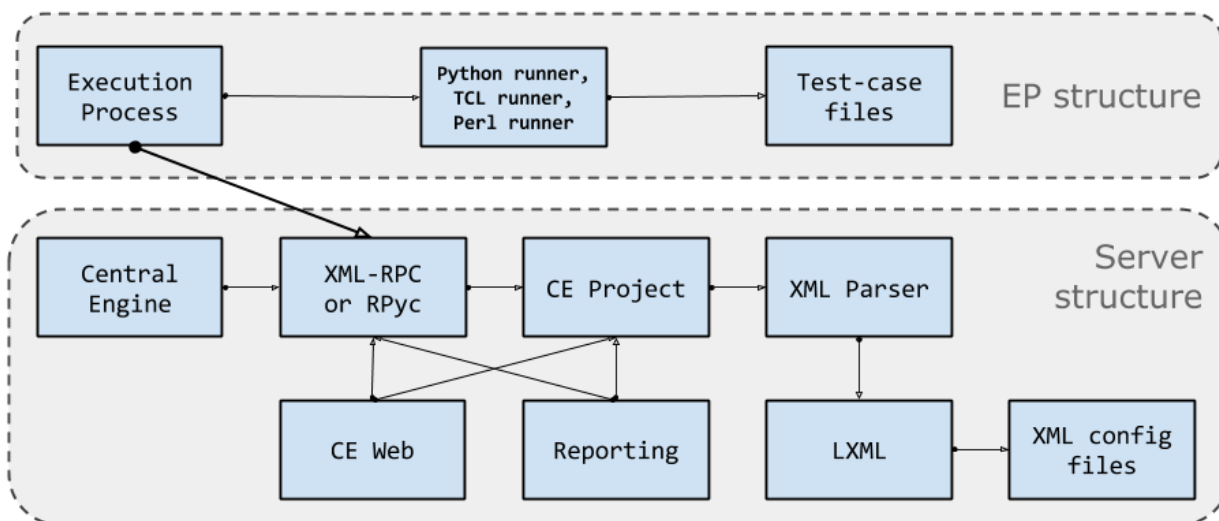 Execution
Process
Python runner,
TCL runner,
Perl runner
Test-case
files
EP structure
Central
Engine
XML-RPC
or RPyc
CE Project
XML Parser
Server
structure
CE Web
Reporting
LXML
XML config
files